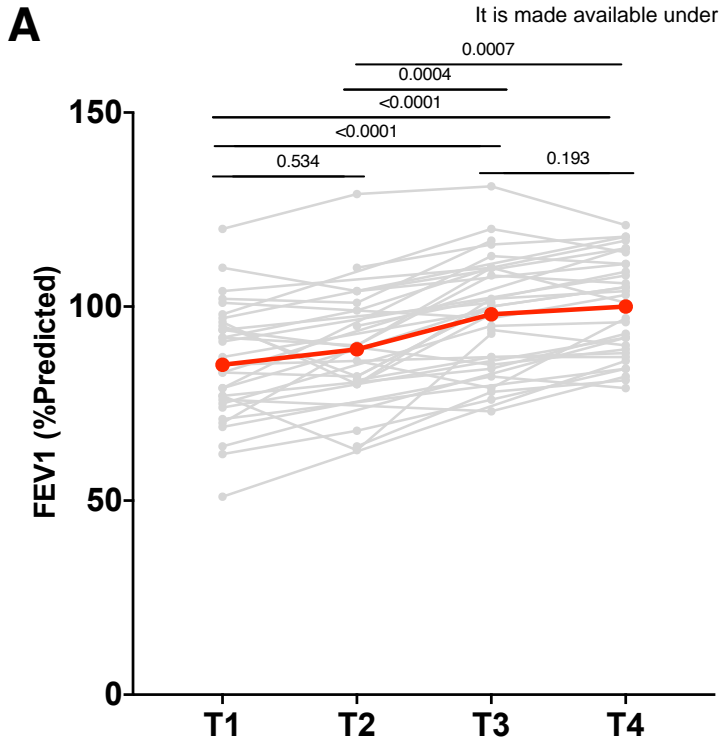 It is made available under
A
0.0007
0.0004
<0.0001
<0.0001
0.534
0.193
150
100
50
0
FEV1 (%Predicted)
T1 T2 T3 T4